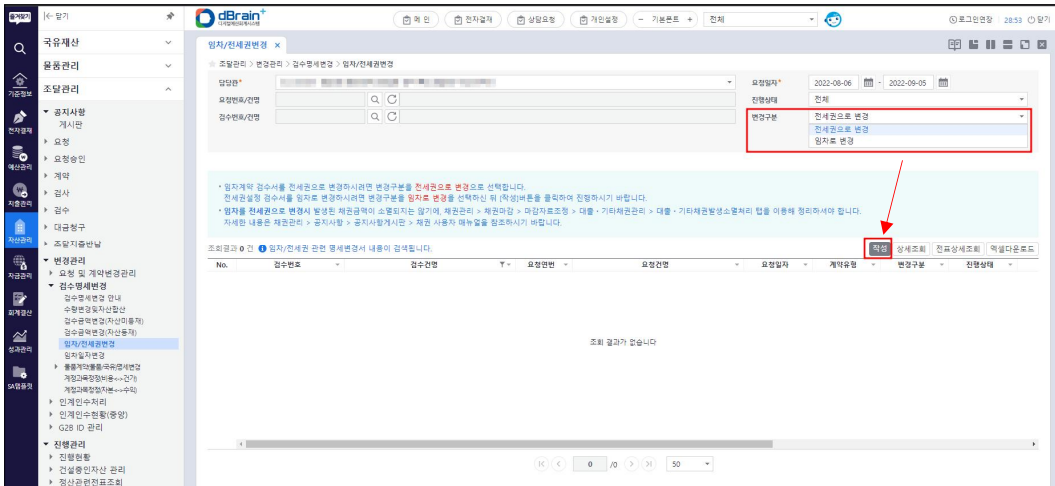 즐겨찾기
닫기
dBrain+
디지털예산회계시스템
메 인
전자결재
상담요청
개인설정
- 기본폰트 +
전체
로그인연장
28:53
닫기
국유재산
물품관리
조달관리
공지사항
게시판
요청
요청승인
계약
검사
검수
대금청구
조달지출반납
변경관리
요청 및 계약변경관리
검수명세변경
검수명세변경 안내
수량변경및자산합산
검수금액변경(자산미등재)
검수금액변경(자산등재)
임차/전세권변경
임차일자변경
물품계약(물품/국유)명세변경
계정과목정정(비용<->건가)
계정과목정정(자본<->수익)
인계인수처리
인계인수현황(중앙)
G2B ID 관리
진행관리
진행현황
건설중인자산 관리
정산관련전표조회
기준정보
전자결재
예산관리
지출관리
자산관리
자금관리
회계결산
성과관리
SA템플릿
임차/전세권변경 ×
조달관리 > 변경관리 > 검수명세변경 > 임차/전세권변경
담당관*
요청일자*
2022-08-06 - 2022-09-05
요청번호/건명
진행상태
전체
검수번호/건명
변경구분
전세권으로 변경
전세권으로 변경
임차로 변경
• 임차계약 검수서를 전세권으로 변경하시려면 변경구분을 전세권으로 변경으로 선택합니다.
전세권설정 검수서를 임차로 변경하시려면 변경구분을 임차로 변경를 선택하신 뒤 [작성]버튼을 클릭하여 진행하시기 바랍니다.
• 임차를 전세권으로 변경시 발생된 채권금액이 소멸되지는 않기에, 채권관리 > 채권마감 > 마감자료조정 > 대출・기타채권관리 > 대출・기타채권발생소멸처리 탭을 이용해 정리하셔야 합니다.
자세한 내용은 채권관리 > 공지사항 > 공지사항게시판 > 채권 사용자 매뉴얼을 참조하시기 바랍니다.
조회결과 0 건
임차/전세권 관련 명세변경서 내용이 검색됩니다.
작성
상세조회
전표상세조회
엑셀다운로드
No.
검수번호
검수건명
요청연번
요청건명
요청일자
계약유형
변경구분
진행상태
조회 결과가 없습니다
0 /0
50